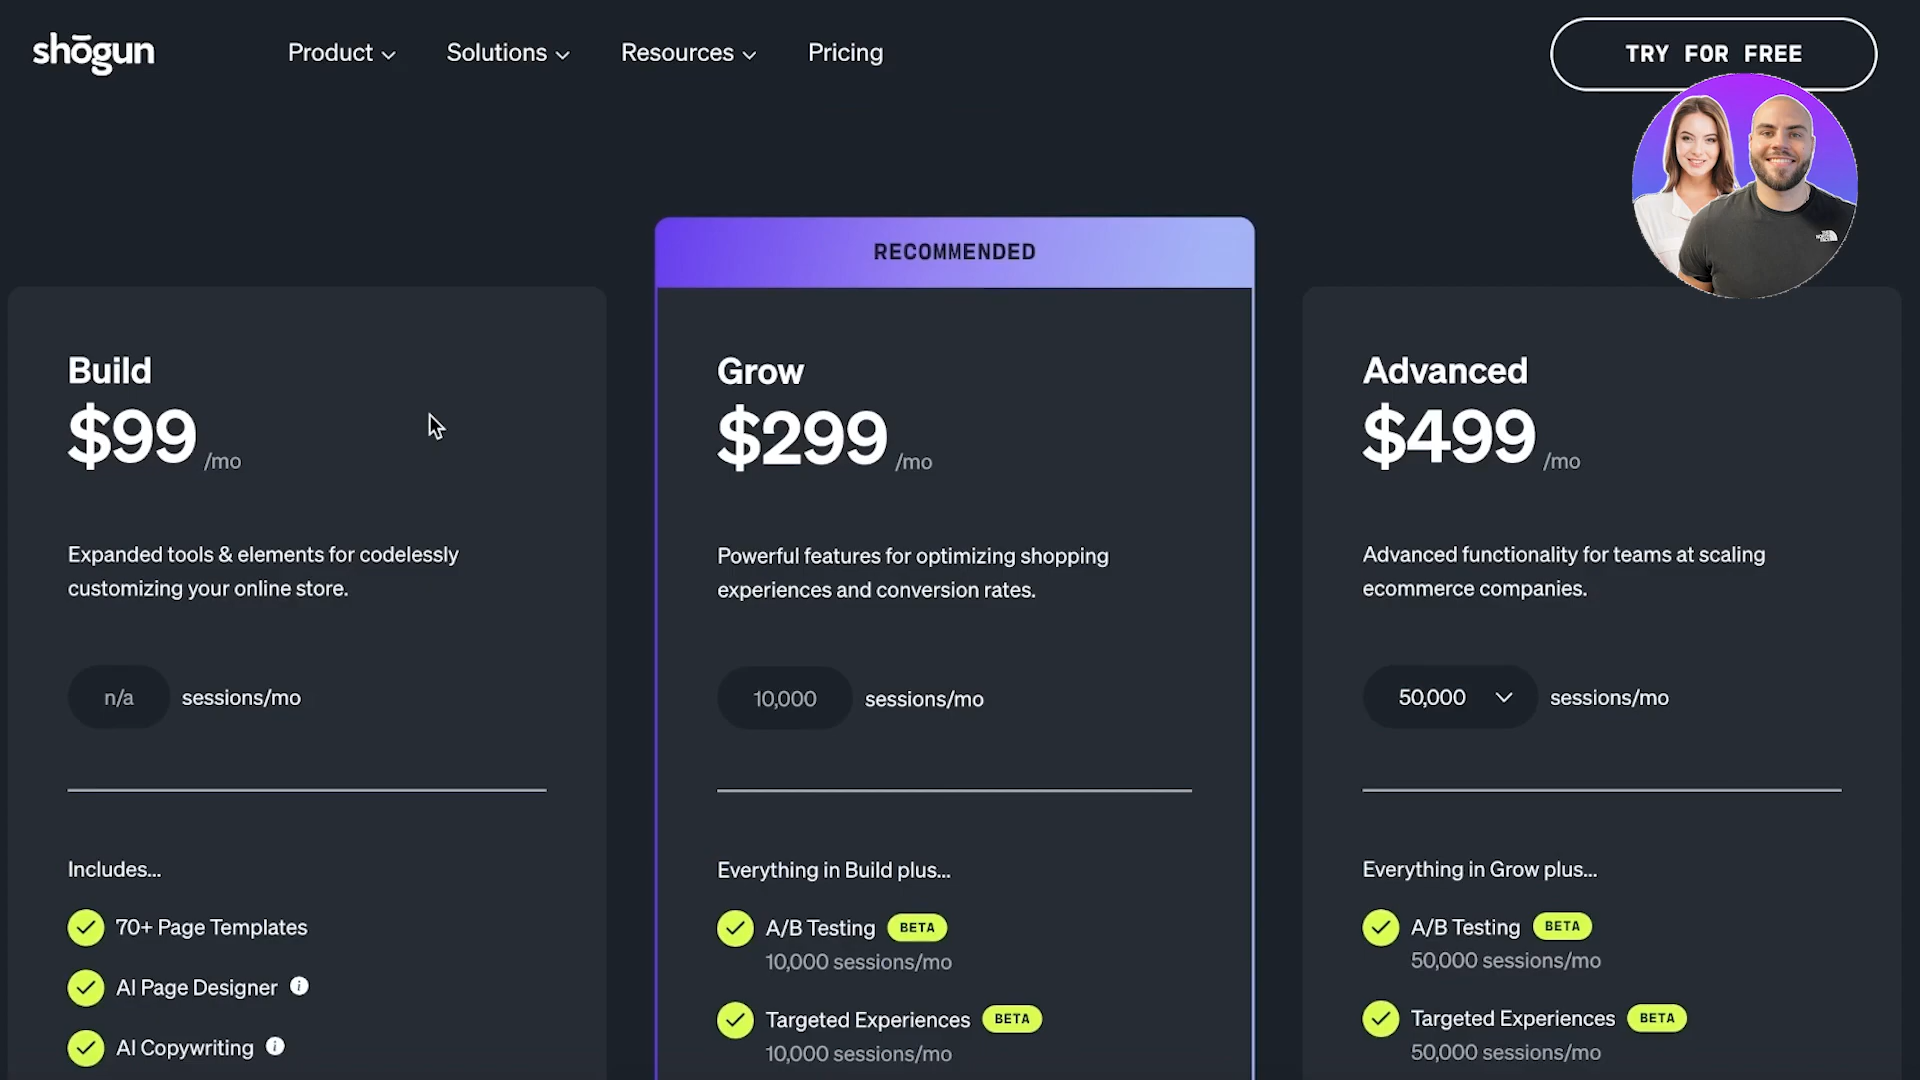 shōgun
Product
Solutions
Resources
Pricing
TRY FOR FREE
THE NORTH FACE
RECOMMENDED
Build
$99 /mo
Expanded tools & elements for codelessly
customizing your online store.
n/a sessions/mo
Includes...
70+ Page Templates
AI Page Designer
AI Copywriting
Grow
$299 /mo
Powerful features for optimizing shopping
experiences and conversion rates.
10,000 sessions/mo
Everything in Build plus...
A/B Testing BETA
10,000 sessions/mo
Targeted Experiences BETA
10,000 sessions/mo
Advanced
$499 /mo
Advanced functionality for teams at scaling
ecommerce companies.
50,000 sessions/mo
Everything in Grow plus...
A/B Testing BETA
50,000 sessions/mo
Targeted Experiences BETA
50,000 sessions/mo